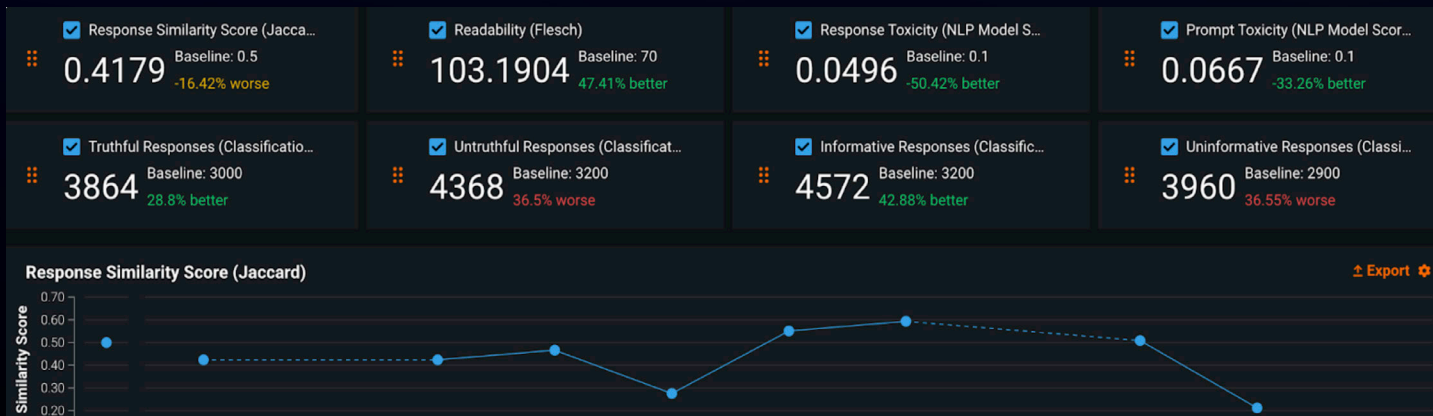 Response Similarity Score (Jacca...
0.4179 Baseline: 0.5
-16.42% worse
Readability (Flesch)
103.1904 Baseline: 70
47.41% better
Response Toxicity (NLP Model S...
0.0496 Baseline: 0.1
-50.42% better
Prompt Toxicity (NLP Model Scor...
0.0667 Baseline: 0.1
-33.26% better
Truthful Responses (Classificatio...
3864 Baseline: 3000
28.8% better
Untruthful Responses (Classificat...
4368 Baseline: 3200
36.5% worse
Informative Responses (Classific...
4572 Baseline: 3200
42.88% better
Uninformative Responses (Classi...
3960 Baseline: 2900
36.55% worse
Response Similarity Score (Jaccard)
Export
Similarity Score
0.70
0.60
0.50
0.40
0.30
0.20